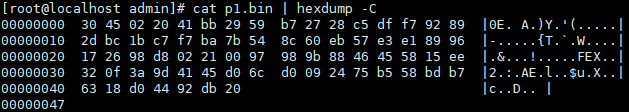 [root@localhost admin]# cat p1.bin | hexdump -C
00000000  30 45 02 20 41 bb 29 59  b7 27 28 c5 df f7 92 89  |0E. A.)Y.'(.....|
00000010  2d bc 1b c7 f7 ba 7b 54  8c 60 eb 57 e3 e1 89 96  |-.....{T.`.W....|
00000020  17 26 98 d8 02 21 00 97  98 9b 88 46 45 58 15 ee  |.&...!.....FEX..|
00000030  32 0f 3a 9d 41 45 d0 6c  d0 09 24 75 b5 58 bd b7  |2.:.AE.l..$u.X..|
00000040  63 18 d0 44 92 db 20                              |c..D.. |
00000047